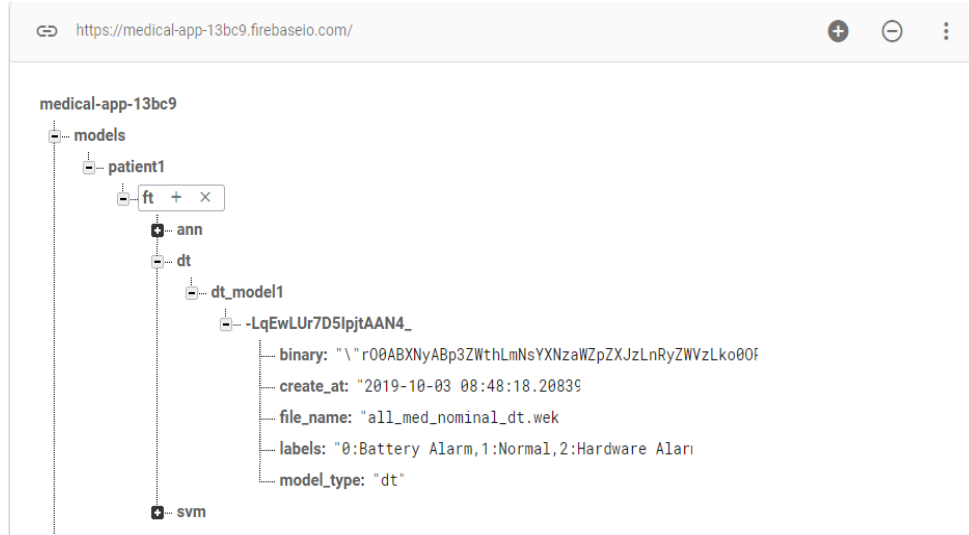 https://medical-app-13bc9.firebaseio.com/
medical-app-13bc9
models
patient1
ft + ×
ann
dt
dt_model1
-LqEwLUr7D5IpjtAAN4_
binary: "\"rO0ABXNyABp3ZWthLmNsYXNzaWZpZXJzLnRyZWVzLko0OF
create_at: "2019-10-03 08:48:18.20839
file_name: "all_med_nominal_dt.wek
labels: "0:Battery Alarm,1:Normal,2:Hardware Alarm
model_type: "dt"
svm